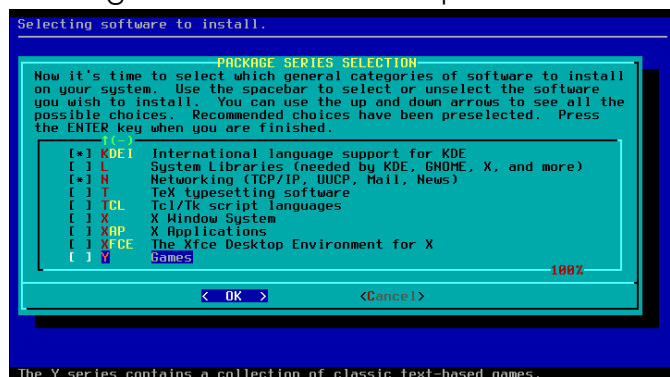 Selecting software to install.
PACKAGE SERIES SELECTION
Now it's time to select which general categories of software to install
on your system. Use the spacebar to select or unselect the software
you wish to install. You can use the up and down arrows to see all the
possible choices. Recommended choices have been preselected. Press
the ENTER key when you are finished.
↑(-)
[*] KDEI International language support for KDE
[ ] L System Libraries (needed by KDE, GNOME, X, and more)
[*] N Networking (TCP/IP, UUCP, Mail, News)
[ ] T TeX typesetting software
[ ] TCL Tcl/Tk script languages
[ ] X X Window System
[ ] XAP X Applications
[ ] XFCE The Xfce Desktop Environment for X
[ ] Y Games
100%
< OK > <Cancel>
The Y series contains a collection of classic text-based games.